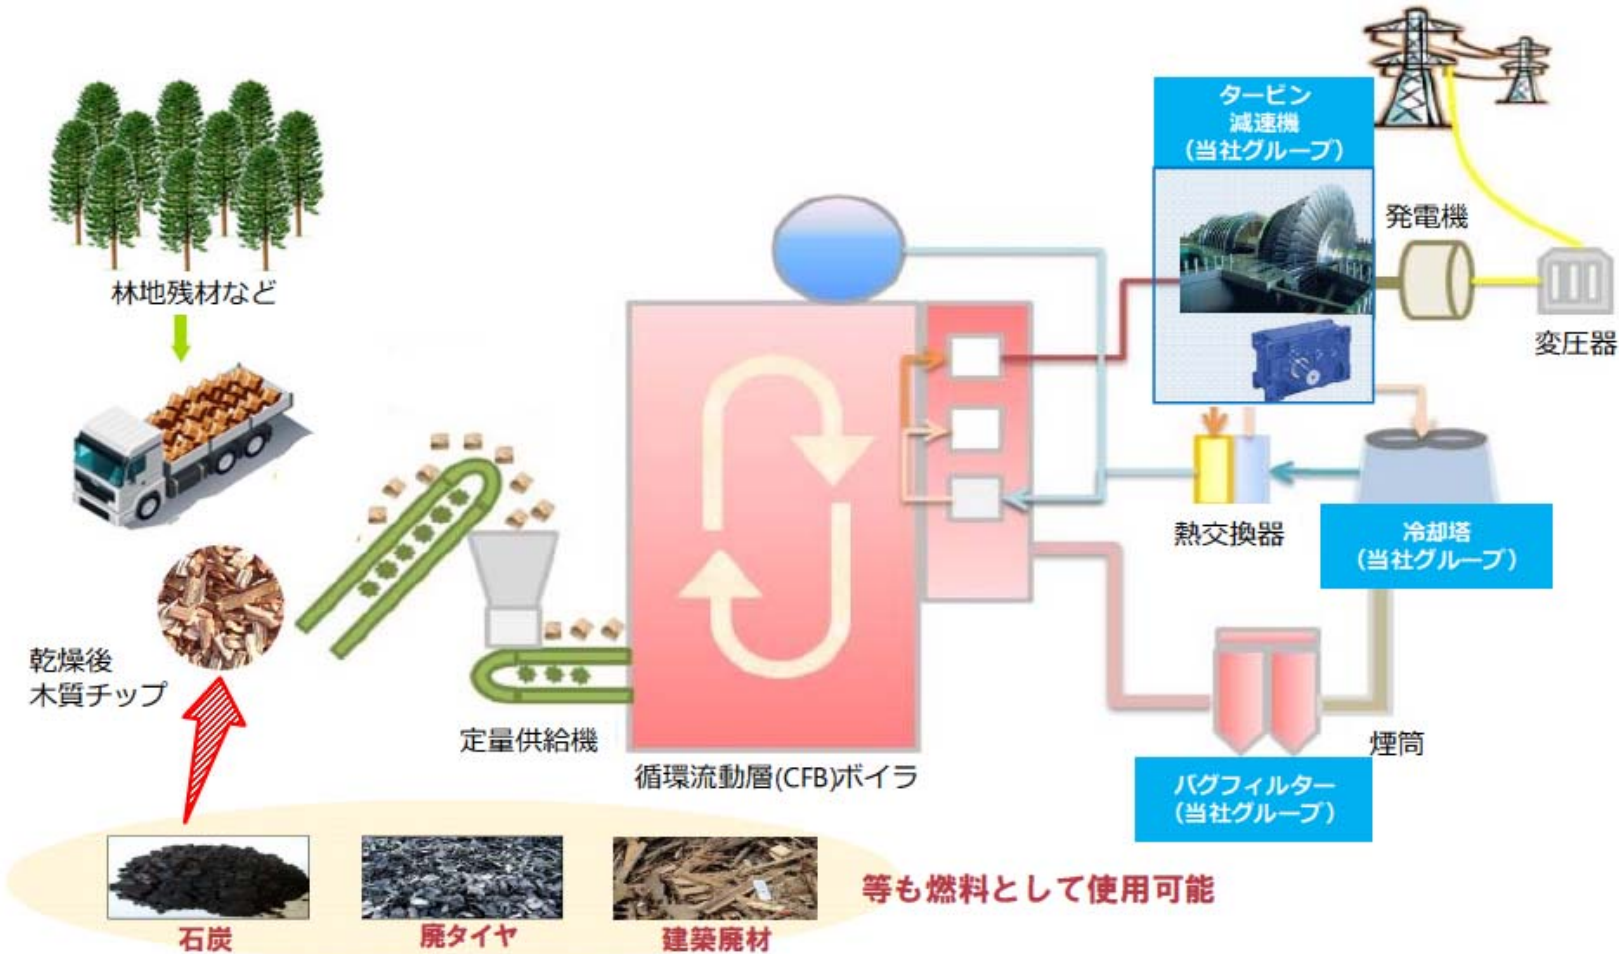 タービン
減速機
（当社グループ）
発電機
変圧器
林地残材など
熱交換器
冷却塔
（当社グループ）
乾燥後
木質チップ
定量供給機
循環流動層(CFB)ボイラ
煙筒
バグフィルター
（当社グループ）
石炭
廃タイヤ
建築廃材
等も燃料として使用可能